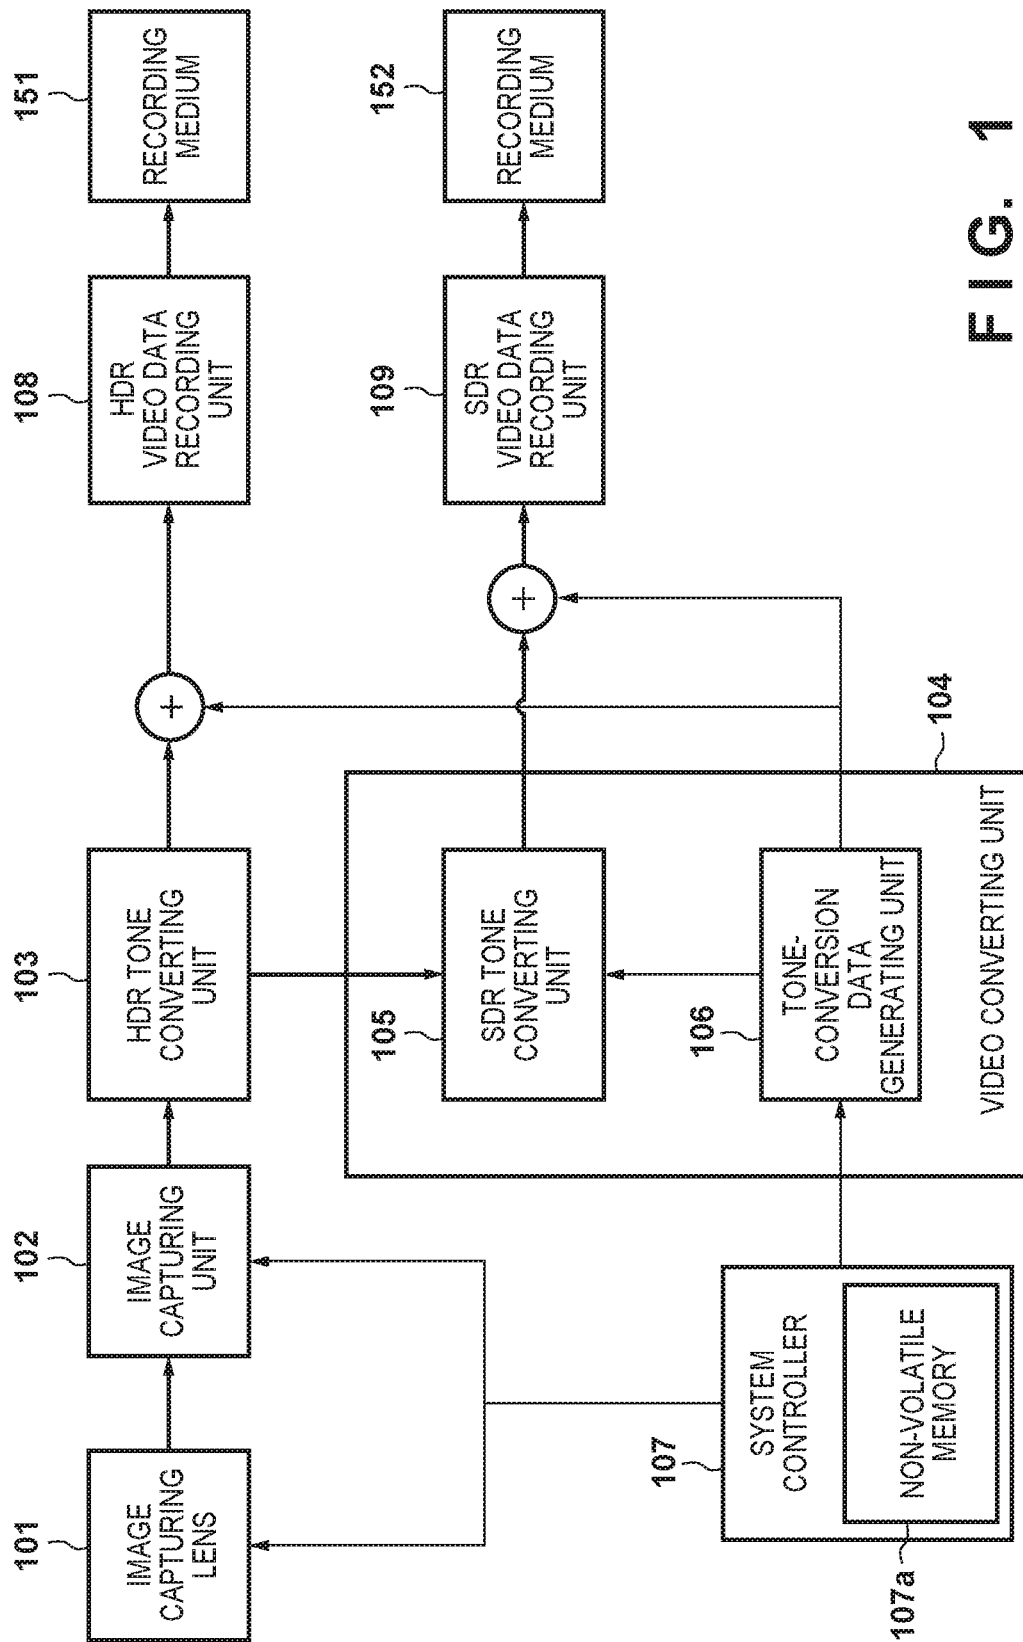 101
IMAGE
CAPTURING
LENS
102
IMAGE
CAPTURING
UNIT
103
HDR TONE
CONVERTING
UNIT
108
HDR
VIDEO DATA
RECORDING
UNIT
151
RECORDING
MEDIUM
105
SDR TONE
CONVERTING
UNIT
109
SDR
VIDEO DATA
RECORDING
UNIT
152
RECORDING
MEDIUM
+
+
107
SYSTEM
CONTROLLER
107a
NON-VOLATILE
MEMORY
106
TONE-
CONVERSION
DATA
GENERATING UNIT
104
VIDEO CONVERTING UNIT
FIG. 1